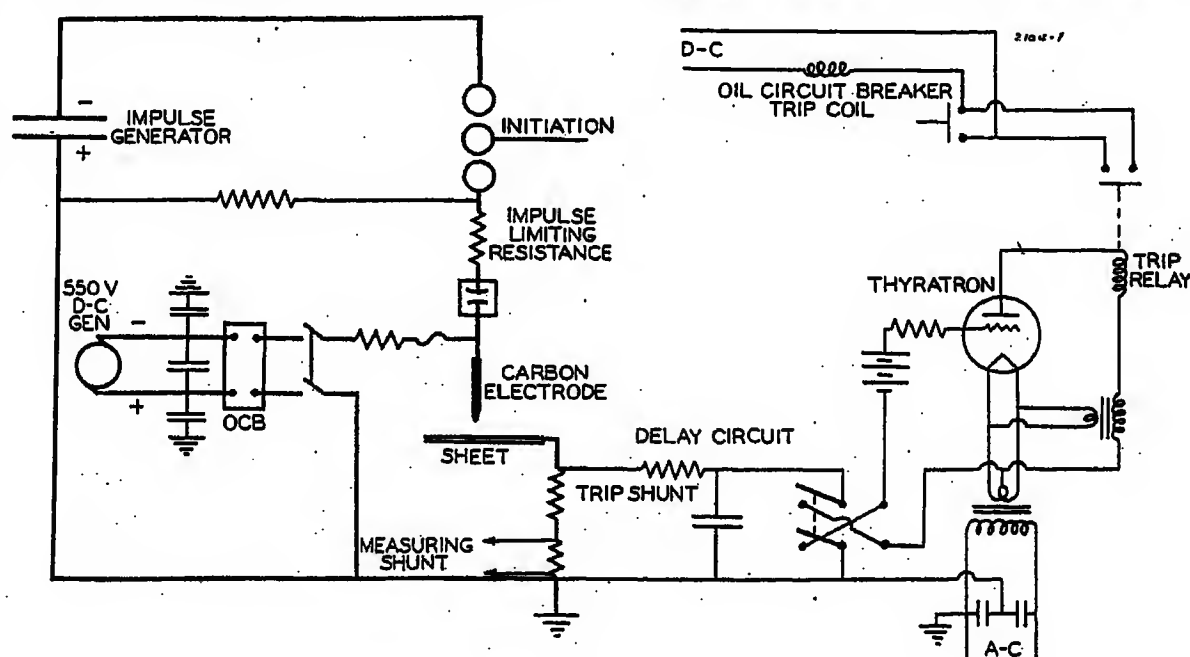 D-C
OIL CIRCUIT BREAKER
TRIP COIL
-
IMPULSE
GENERATOR
+
INITIATION
IMPULSE
LIMITING
RESISTANCE
TRIP
RELAY
THYRATRON
550 V
D-C
GEN
-
+
OCB
CARBON
ELECTRODE
SHEET
DELAY CIRCUIT
TRIP SHUNT
MEASURING
SHUNT
A-C